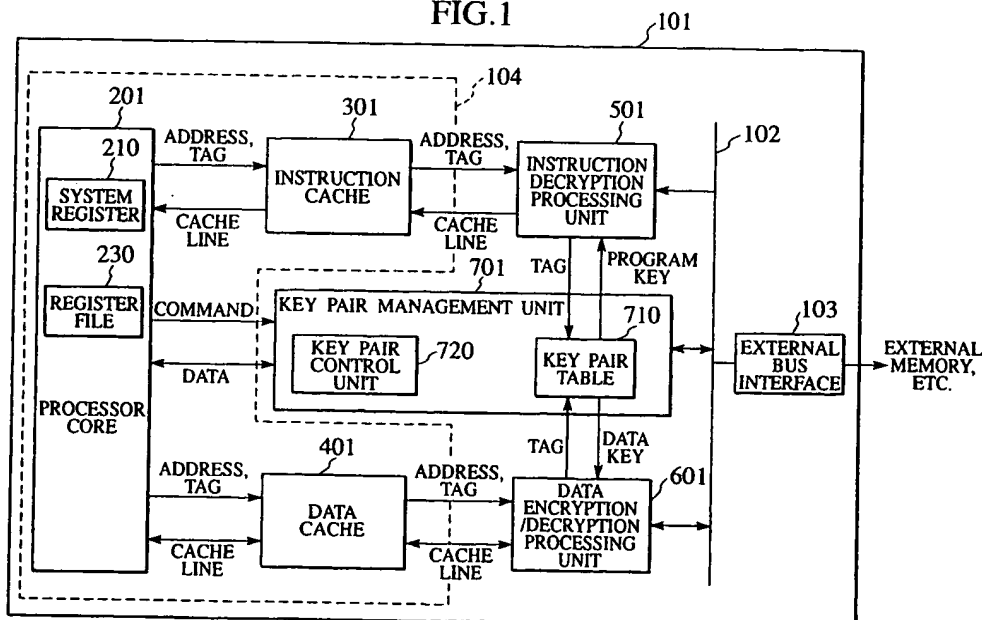 FIG.1
101
104
201
301
501
102
210
ADDRESS,
TAG
ADDRESS,
TAG
SYSTEM
REGISTER
INSTRUCTION
CACHE
INSTRUCTION
DECRYPTION
PROCESSING
UNIT
CACHE
LINE
CACHE
LINE
230
701
TAG
PROGRAM
KEY
REGISTER
FILE
COMMAND
KEY PAIR MANAGEMENT UNIT
710
103
KEY PAIR
CONTROL
UNIT
720
KEY PAIR
TABLE
EXTERNAL
BUS
INTERFACE
EXTERNAL
MEMORY,
ETC.
DATA
PROCESSOR
CORE
TAG
DATA
KEY
401
601
ADDRESS,
TAG
ADDRESS,
TAG
DATA
CACHE
DATA
ENCRYPTION
/DECRYPTION
PROCESSING
UNIT
CACHE
LINE
CACHE
LINE